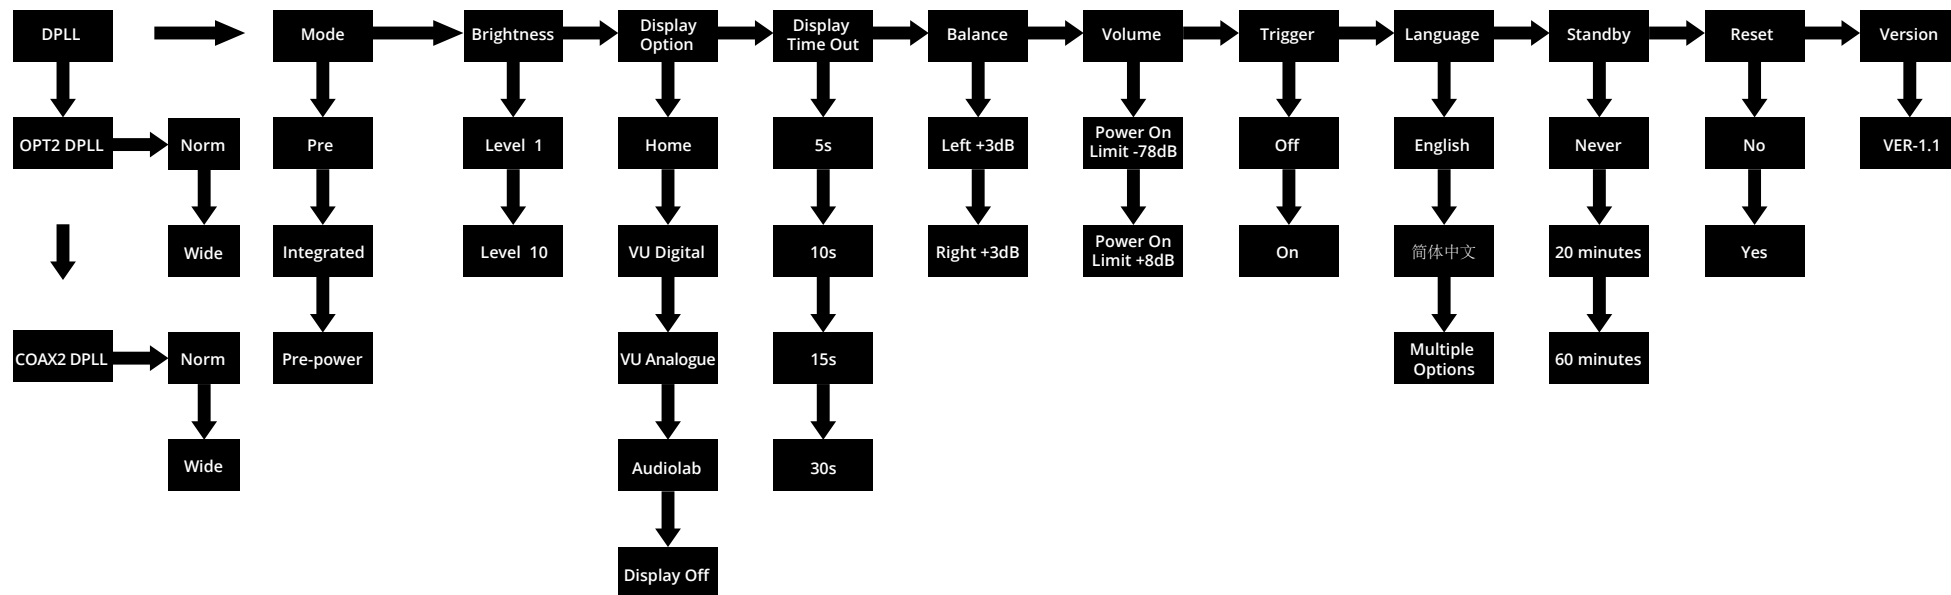 DPLL
Mode
Brightness
Display
Option
Display
Time Out
Balance
Volume
Trigger
Language
Standby
Reset
Version
OPT2 DPLL
Norm
Pre
Level 1
Home
5s
Left +3dB
Power On
Limit -78dB
Off
English
Never
No
VER-1.1
Wide
Integrated
Level 10
VU Digital
10s
Right +3dB
Power On
Limit +8dB
On
简体中文
20 minutes
Yes
COAX2 DPLL
Norm
Pre-power
VU Analogue
15s
Multiple
Options
60 minutes
Wide
Audiolab
30s
Display Off